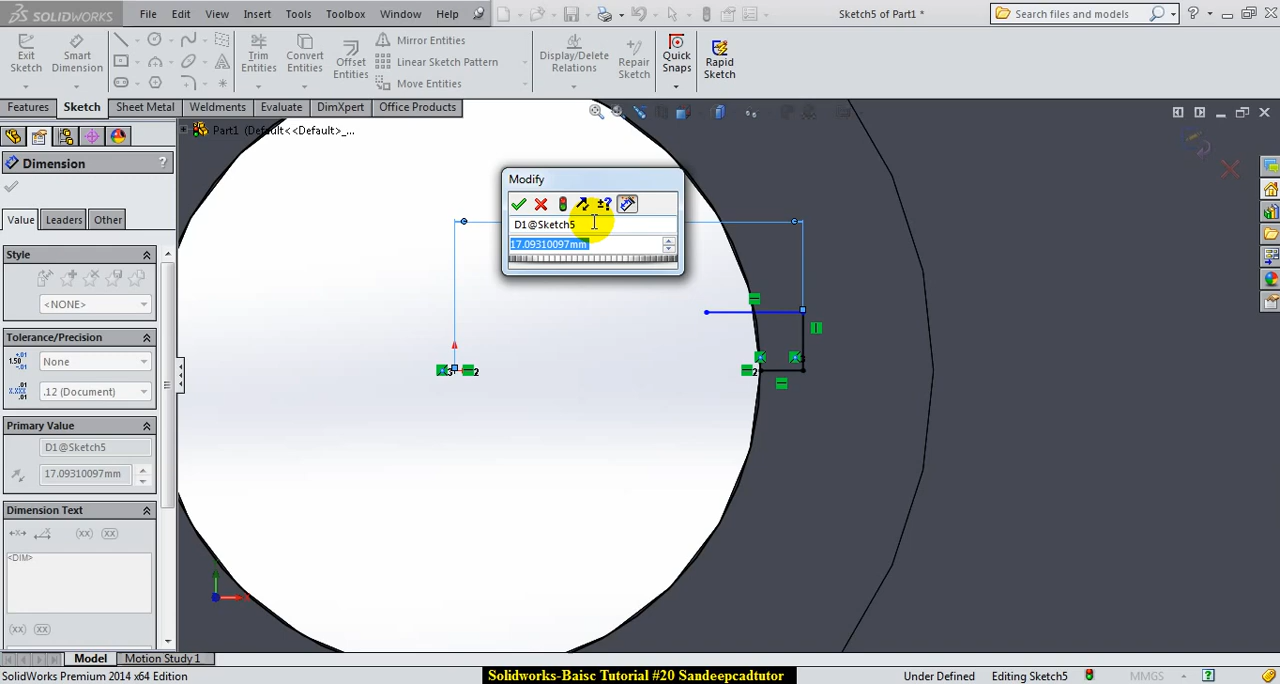 SOLIDWORKS File Edit View Insert Tools Toolbox Window Help Sketch5 of Part1 * Search files and models
Exit Sketch
Smart Dimension
Trim Entities
Convert Entities
Offset Entities
Mirror Entities
Linear Sketch Pattern
Move Entities
Display/Delete Relations
Repair Sketch
Quick Snaps
Rapid Sketch
Features Sketch Sheet Metal Weldments Evaluate DimXpert Office Products
Part1 (Default<<Default>_...
Dimension ?
Value Leaders Other
Style
<NONE>
Tolerance/Precision
None
.12 (Document)
Primary Value
D1@Sketch5
17.09310097mm
Dimension Text
<DIM>
Modify
D1@Sketch5
17.09310097mm
2
2
Model Motion Study 1
SolidWorks Premium 2014 x64 Edition
Solidworks-Baisc Tutorial #20 Sandeepcadtutor
Under Defined Editing Sketch5 MMGS